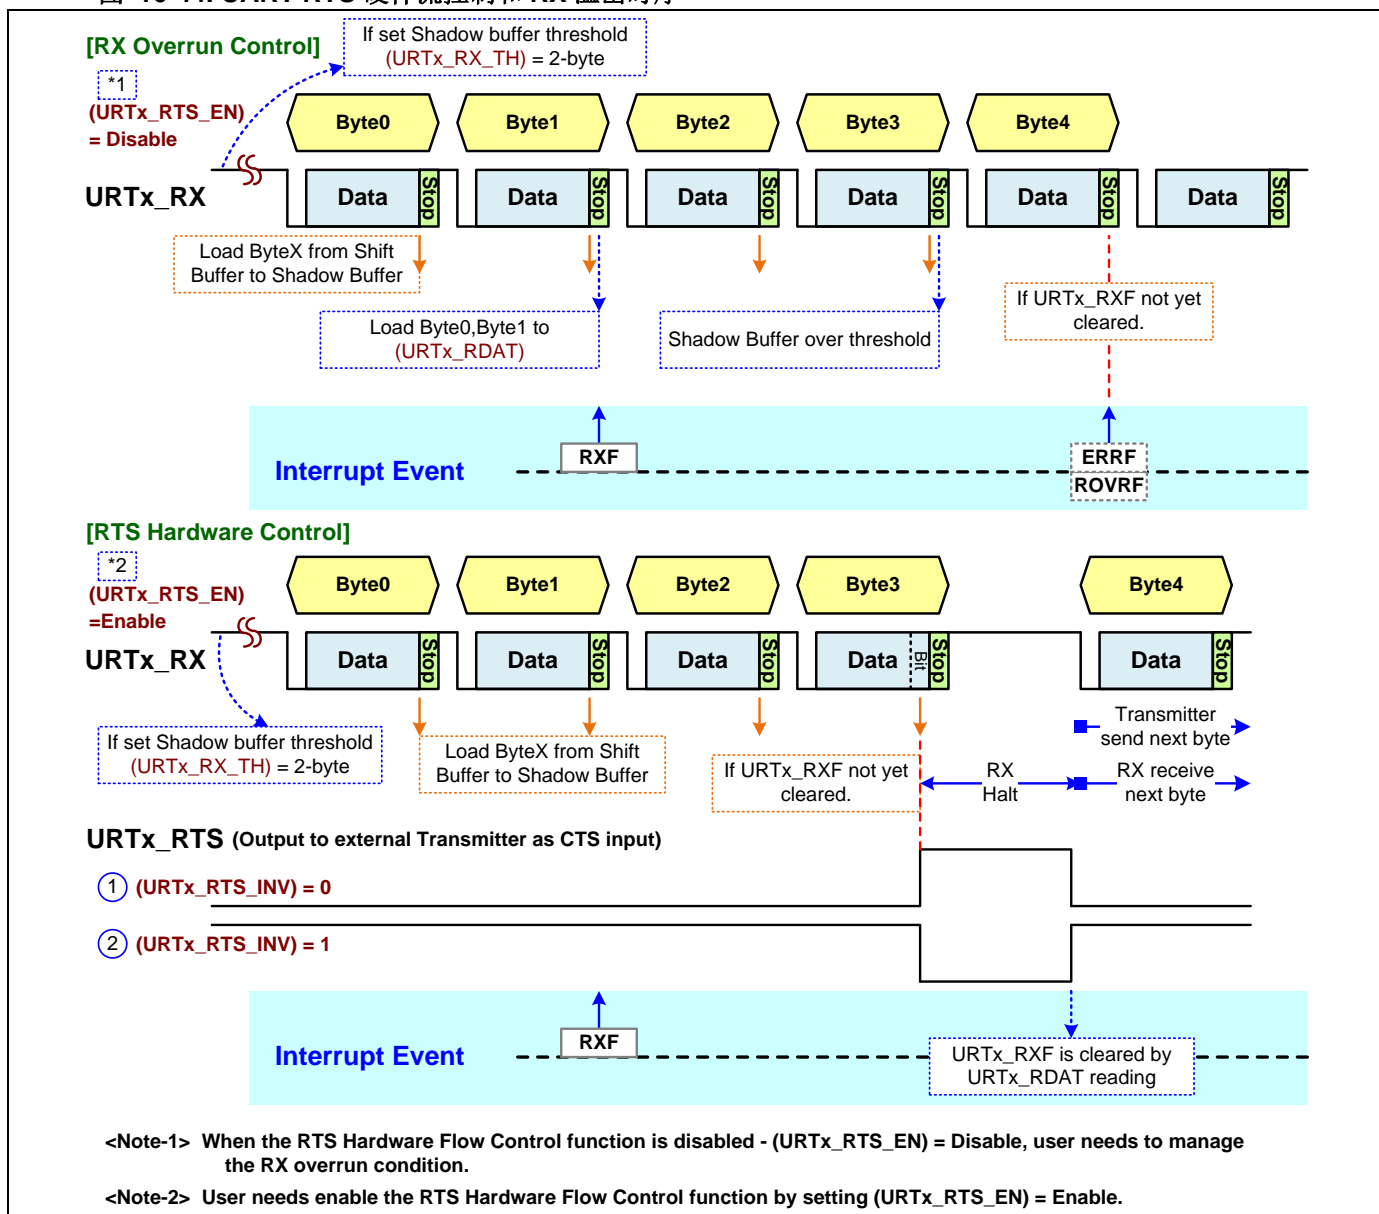 [RX Overrun Control]
If set Shadow buffer threshold
(URTx_RX_TH) = 2-byte
*1
(URTx_RTS_EN)
= Disable
Byte0
Byte1
Byte2
Byte3
Byte4
URTx_RX
Data
Stop
Data
Stop
Data
Stop
Data
Stop
Data
Stop
Data
Stop
Load ByteX from Shift
Buffer to Shadow Buffer
Load Byte0,Byte1 to
(URTx_RDAT)
Shadow Buffer over threshold
If URTx_RXF not yet
cleared.
Interrupt Event
RXF
ERRF
ROVRF
[RTS Hardware Control]
*2
(URTx_RTS_EN)
=Enable
Byte0
Byte1
Byte2
Byte3
Byte4
URTx_RX
Data
Stop
Data
Stop
Data
Stop
Data
Bit
Stop
Data
Stop
If set Shadow buffer threshold
(URTx_RX_TH) = 2-byte
Load ByteX from Shift
Buffer to Shadow Buffer
If URTx_RXF not yet
cleared.
RX
Halt
Transmitter
send next byte
RX receive
next byte
URTx_RTS (Output to external Transmitter as CTS input)
1 (URTx_RTS_INV) = 0
2 (URTx_RTS_INV) = 1
Interrupt Event
RXF
URTx_RXF is cleared by
URTx_RDAT reading
<Note-1> When the RTS Hardware Flow Control function is disabled - (URTx_RTS_EN) = Disable, user needs to manage
the RX overrun condition.
<Note-2> User needs enable the RTS Hardware Flow Control function by setting (URTx_RTS_EN) = Enable.